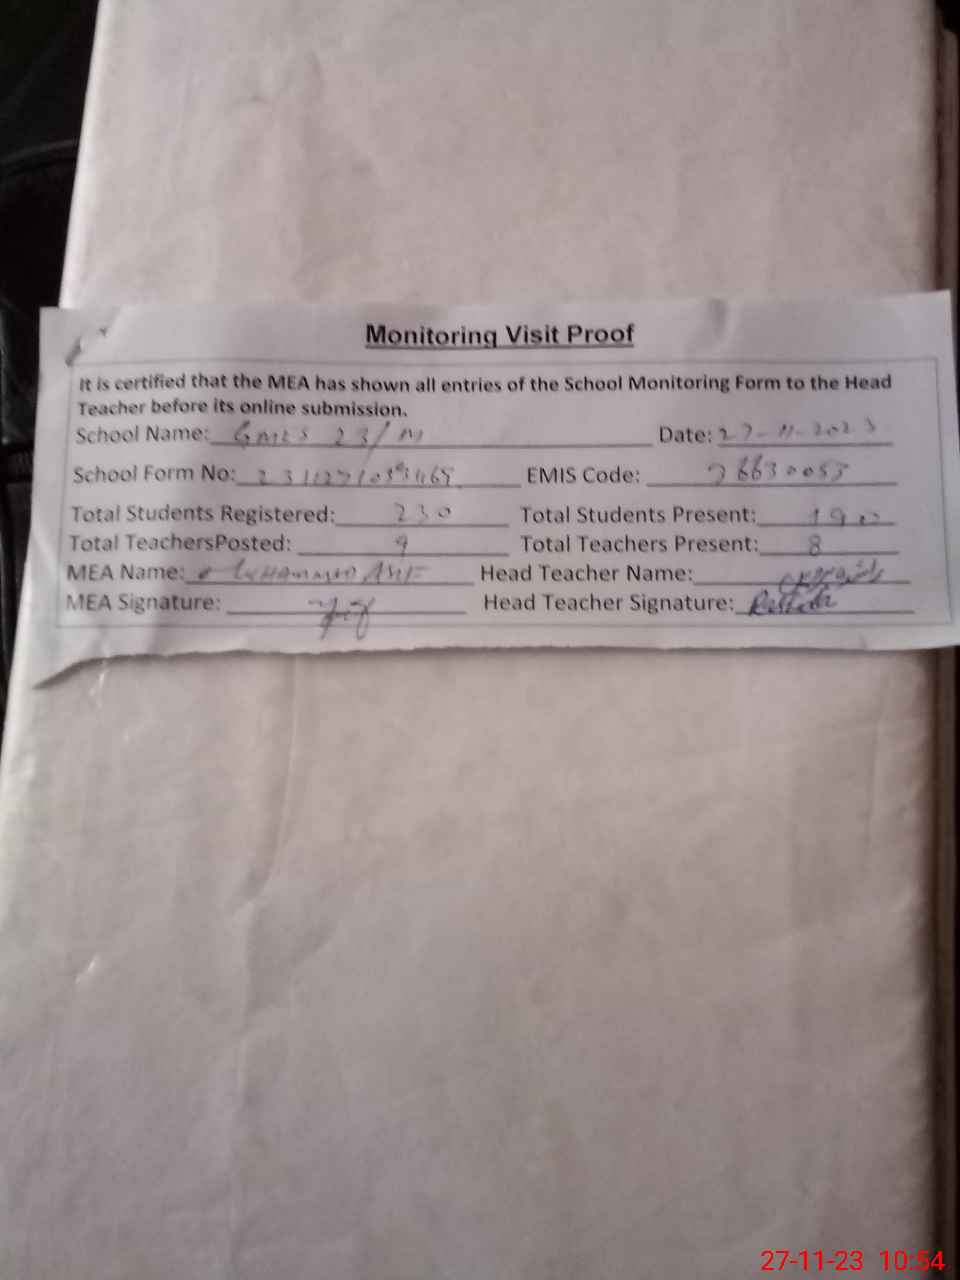 Monitoring Visit Proof
It is certified that the MEA has shown all entries of the School Monitoring Form to the Head
Teacher before its online submission.
School Name: 23/M Date: 27-11-2023
School Form No: EMIS Code:
Total Students Registered: 230 Total Students Present: 190
Total TeachersPosted: 9 Total Teachers Present: 8
MEA Name: Head Teacher Name:
MEA Signature: Head Teacher Signature:
27-11-23 10:54